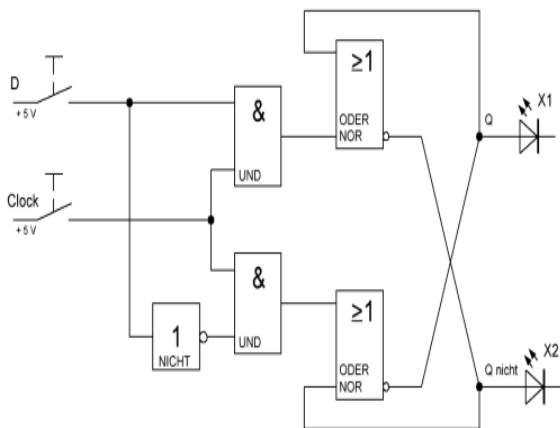 D
+ 5 V
Clock
+ 5 V
&
UND
&
UND
1
NICHT
≥1
ODER
NOR
≥1
ODER
NOR
Q
X1
Q nicht
X2